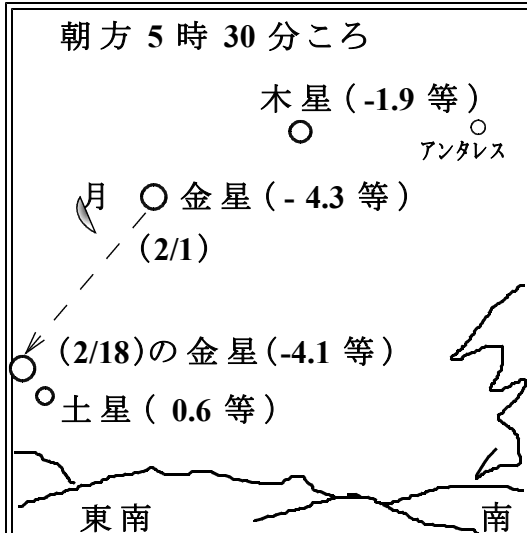 朝方 5 時 30 分ころ
木星 ( -1.9 等 )
アンタレス
月
金星 ( - 4.3 等 )
(2/1)
(2/18)の金星(-4.1 等)
土星 ( 0.6 等 )
東南
南